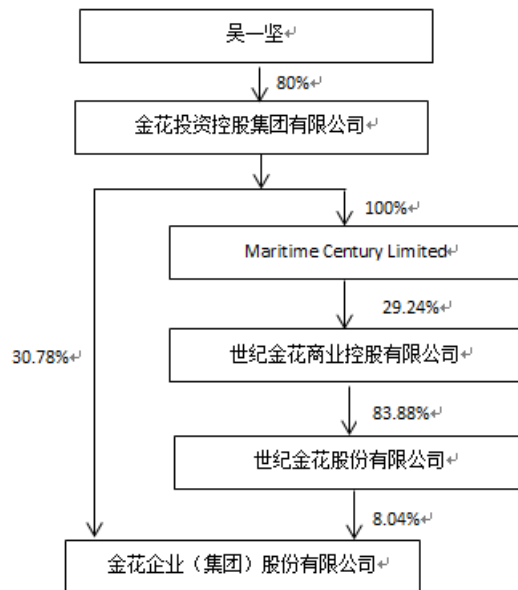 吴一坚↵
80%↵
金花投资控股集团有限公司↵
100%↵
Maritime Century Limited↵
29.24%↵
世纪金花商业控股有限公司↵
30.78%↵
83.88%↵
世纪金花股份有限公司↵
8.04%↵
金花企业（集团）股份有限公司↵